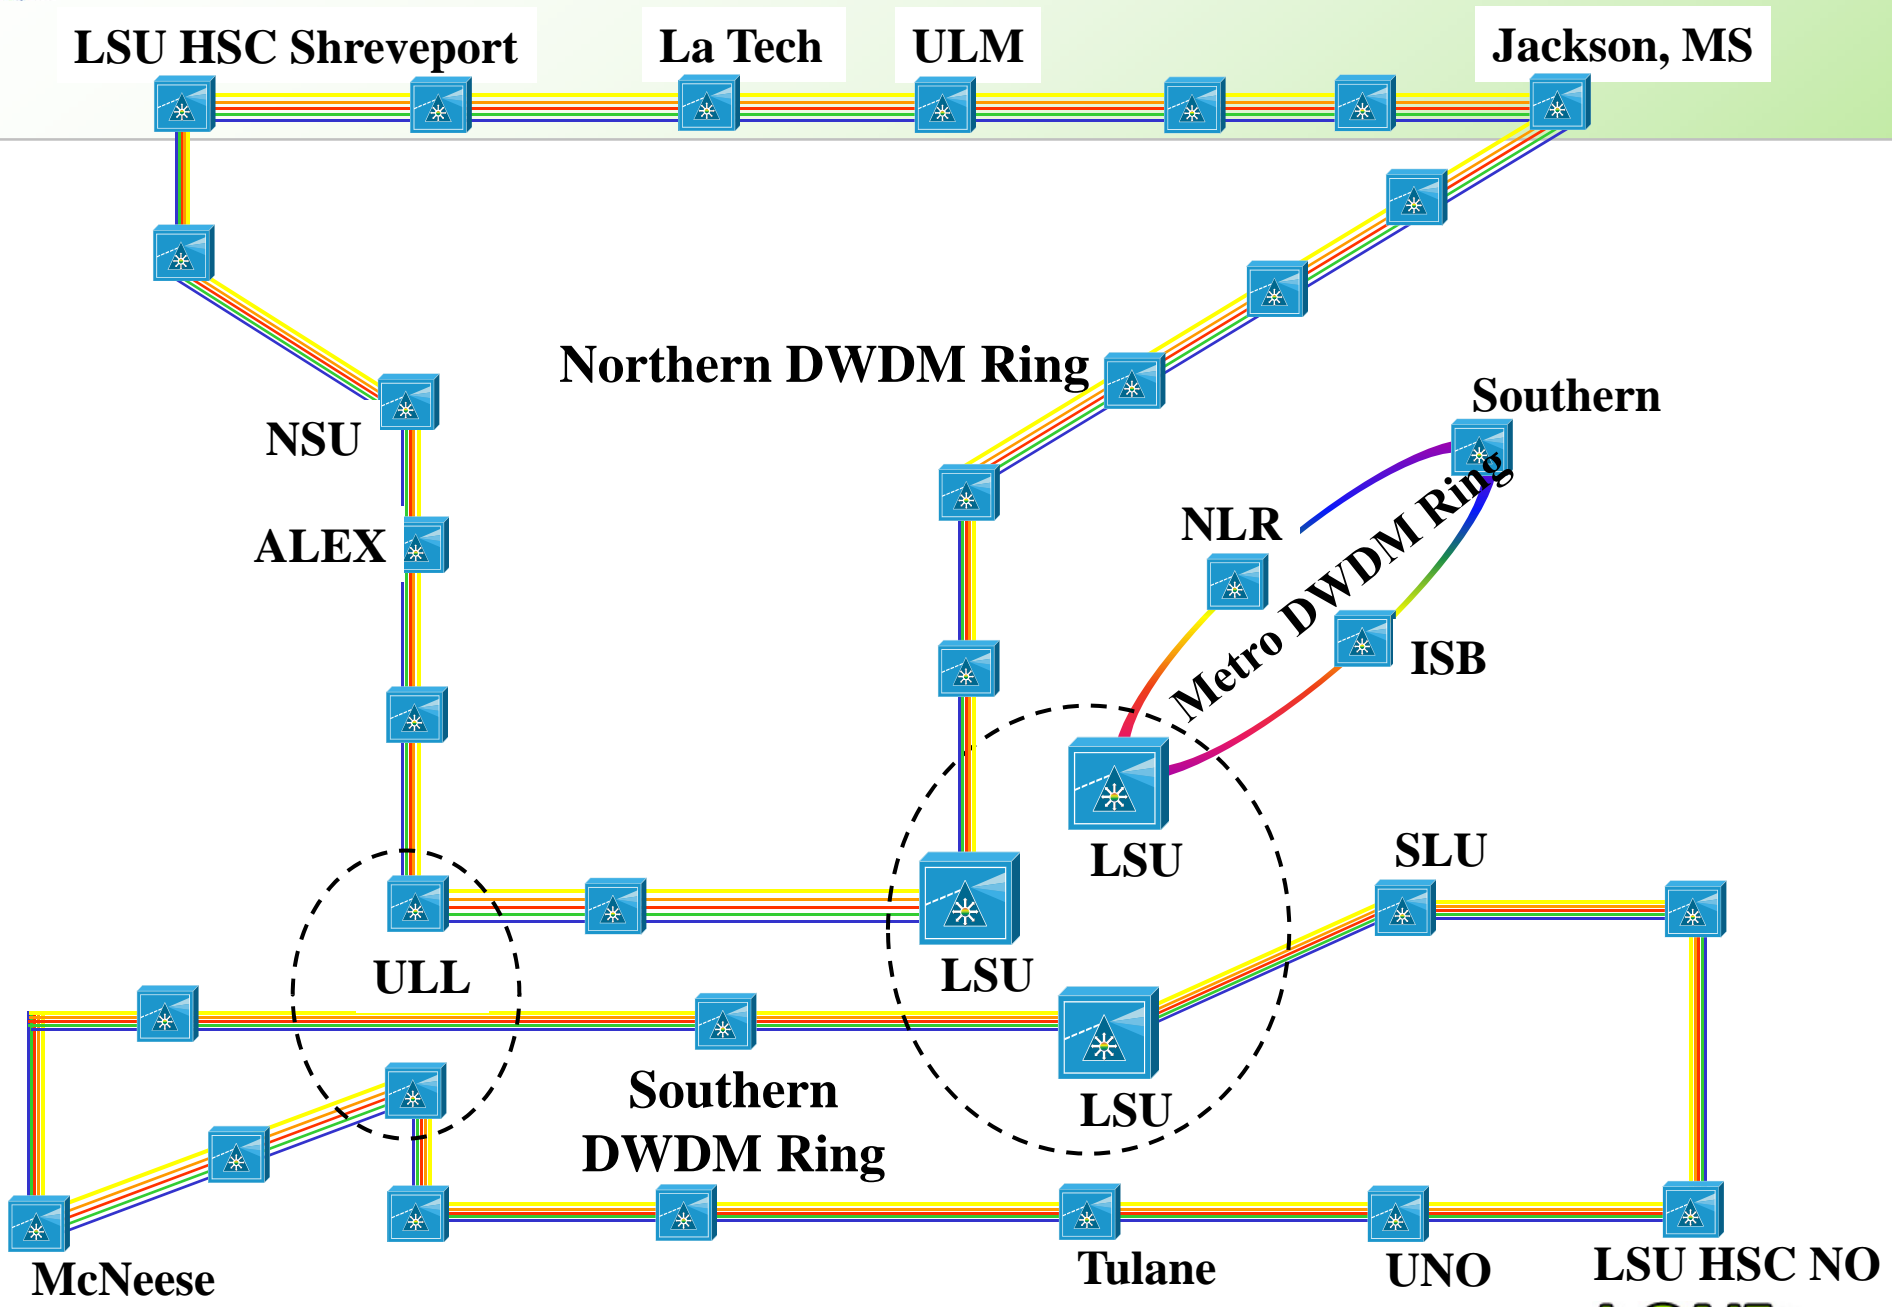 LSU HSC Shreveport
La Tech
ULM
Jackson, MS
Northern DWDM Ring
Southern
NSU
NLR
Metro DWDM Ring
ALEX
ISB
LSU
SLU
ULL
LSU
Southern
DWDM Ring
LSU
McNeese
Tulane
UNO
LSU HSC NO